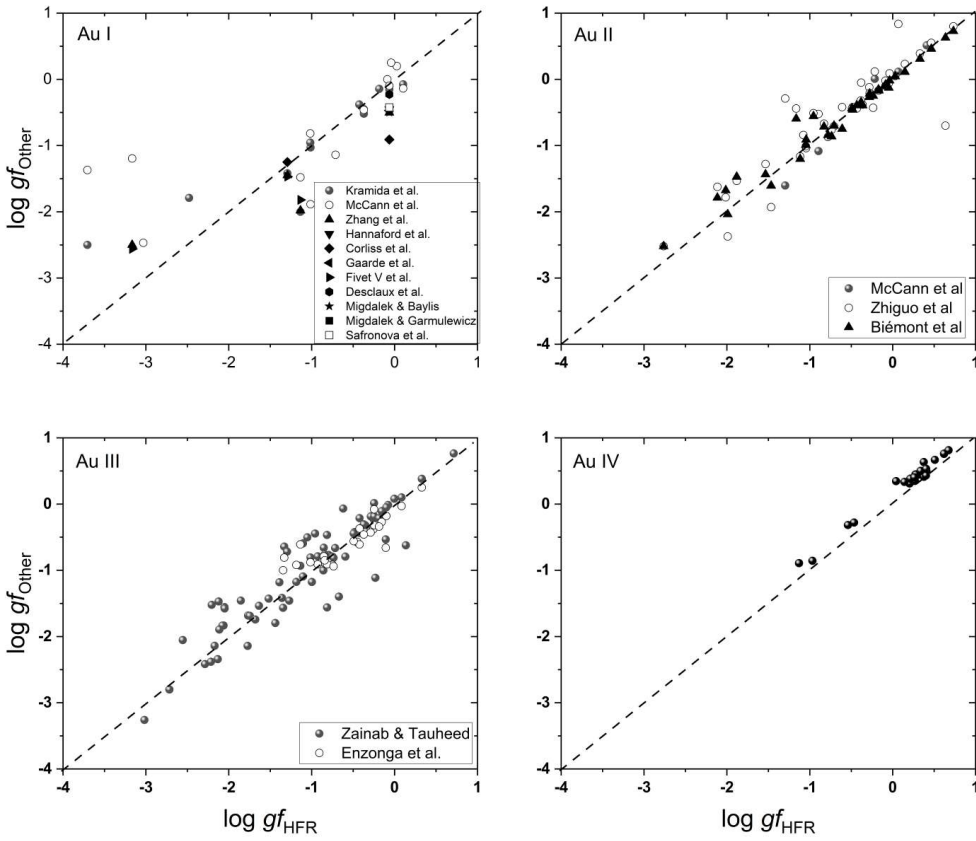 Au I
log gf_Other
1
0
-1
-2
-3
-4
-4 -3 -2 -1 0 1
Kramida et al.
McCann et al.
Zhang et al.
Hannaford et al.
Corliss et al.
Gaarde et al.
Fivet V et al.
Desclaux et al.
Migdalek & Baylis
Migdalek & Garmulewicz
Safronova et al.
Au II
1
0
-1
-2
-3
-4
-4 -3 -2 -1 0 1
McCann et al
Zhiguo et al
Biémont et al
Au III
log gf_Other
1
0
-1
-2
-3
-4
-4 -3 -2 -1 0 1
Zainab & Tauheed
Enzonga et al.
log gf_HFR
Au IV
1
0
-1
-2
-3
-4
-4 -3 -2 -1 0 1
log gf_HFR